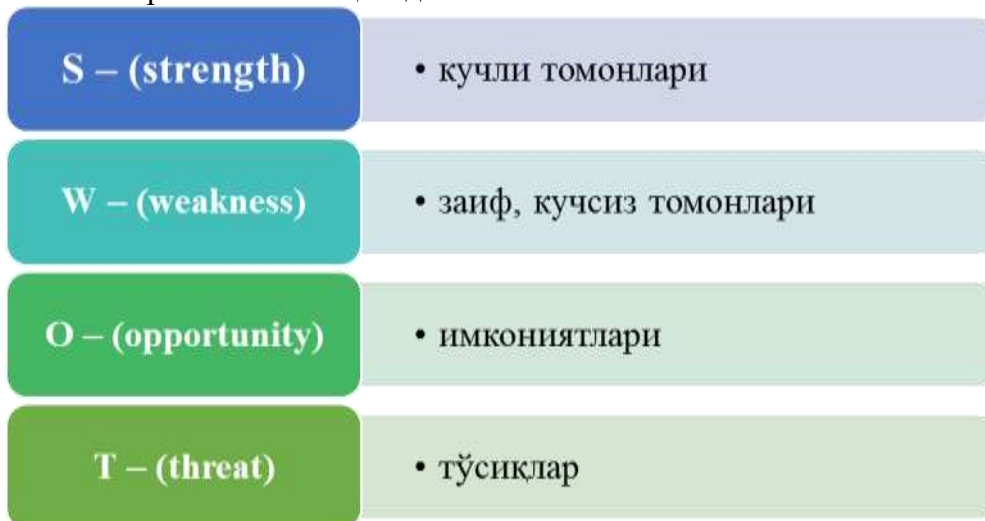 S – (strength)
• кучли томонлари
W – (weakness)
• заиф, кучсиз томонлари
O – (opportunity)
• имкониятлари
T – (threat)
• тўсиқлар